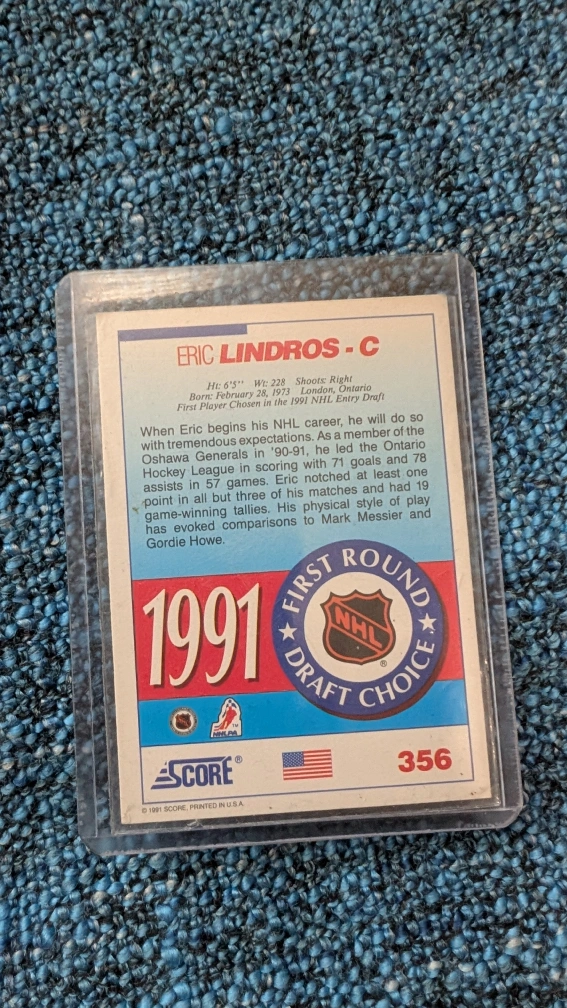 ERIC LINDROS - C
Ht: 6'5'' Wt: 228 Shoots: Right
Born: February 28, 1973 London, Ontario
First Player Chosen in the 1991 NHL Entry Draft
When Eric begins his NHL career, he will do so
with tremendous expectations. As a member of the
Oshawa Generals in '90-91, he led the Ontario
Hockey League in scoring with 71 goals and 78
assists in 57 games. Eric notched at least one
point in all but three of his matches and had 19
game-winning tallies. His physical style of play
has evoked comparisons to Mark Messier and
Gordie Howe.
1991
FIRST ROUND
NHL
®
DRAFT CHOICE
NHLPA
TM
SCORE®
356
© 1991 SCORE, PRINTED IN U.S.A.